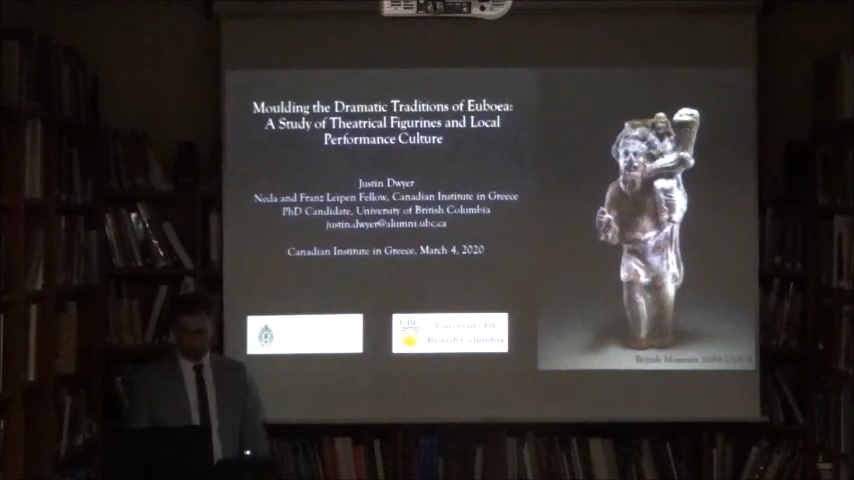 Moulding the Dramatic Traditions of Euboea:
A Study of Theatrical Figurines and Local
Performance Culture
Justin Dwyer
Neda and Franz Leipen Fellow, Canadian Institute in Greece
PhD Candidate, University of British Columbia
justin.dwyer@alumni.ubc.ca
Canadian Institute in Greece, March 4, 2020
UBC
University Of
British Columbia
British Museum